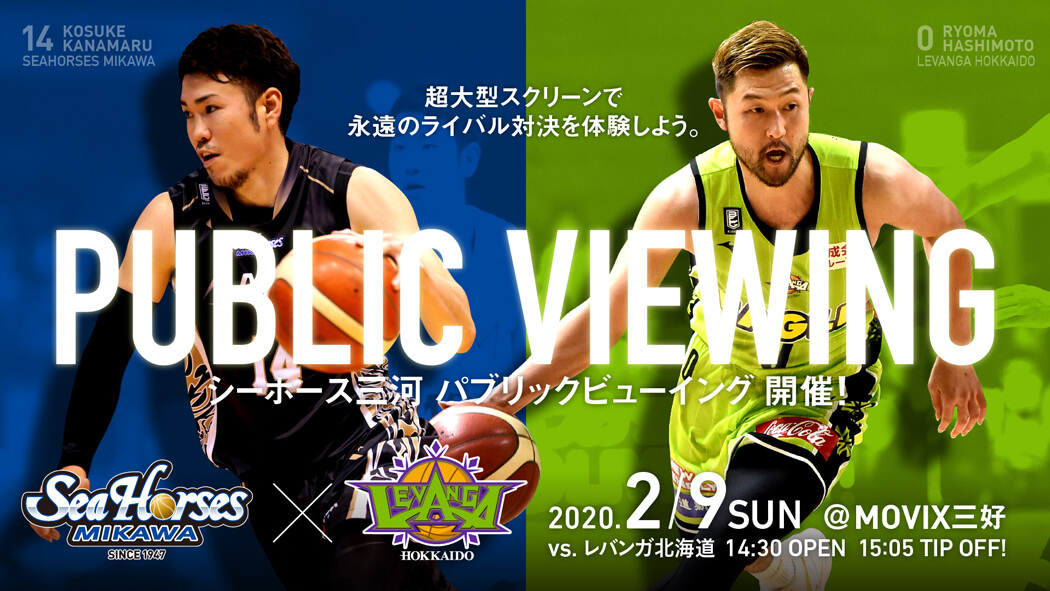 14 KOSUKE
KANAMARU
SEAHORSES MIKAWA
0 RYOMA
HASHIMOTO
LEVANGA HOKKAIDO
超大型スクリーンで
永遠のライバル対決を体験しよう。
PUBLIC VIEWING
シーホース三河 パブリックビューイング 開催!
SeaHorses
MIKAWA
SINCE 1947
×
LEVANGA
HOKKAIDO
2020.2/9SUN @MOVIX三好
vs. レバンガ北海道 14:30 OPEN 15:05 TIP OFF!
14
Coca-Cola